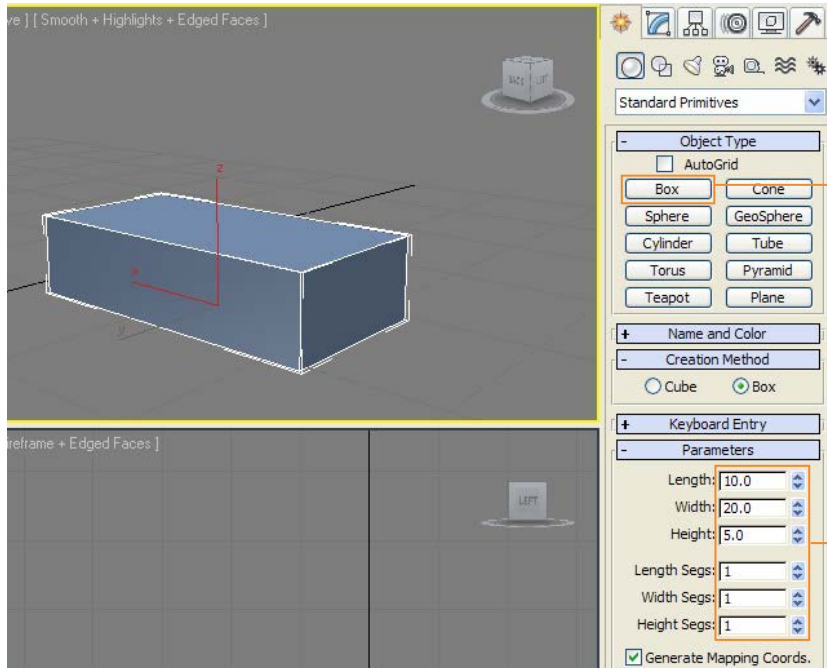 ve ] [ Smooth + Highlights + Edged Faces ]
BACK LEFT
z
x
y
ireframe + Edged Faces ]
LEFT
Standard Primitives
- Object Type
AutoGrid
Box Cone
Sphere GeoSphere
Cylinder Tube
Torus Pyramid
Teapot Plane
+ Name and Color
- Creation Method
Cube Box
+ Keyboard Entry
- Parameters
Length: 10.0
Width: 20.0
Height: 5.0
Length Segs: 1
Width Segs: 1
Height Segs: 1
Generate Mapping Coords.